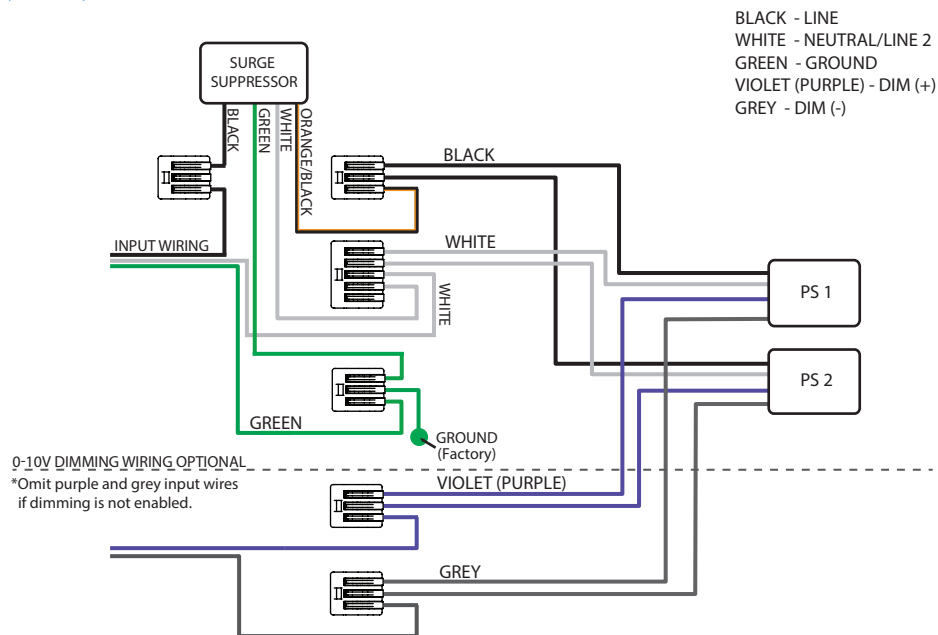 BLACK - LINE
WHITE - NEUTRAL/LINE 2
GREEN - GROUND
VIOLET (PURPLE) - DIM (+)
GREY - DIM (-)
SURGE
SUPPRESSOR
BLACK
GREEN
WHITE
ORANGE/BLACK
BLACK
INPUT WIRING
WHITE
WHITE
PS 1
PS 2
GREEN
GROUND
(Factory)
0-10V DIMMING WIRING OPTIONAL
*Omit purple and grey input wires
if dimming is not enabled.
VIOLET (PURPLE)
GREY